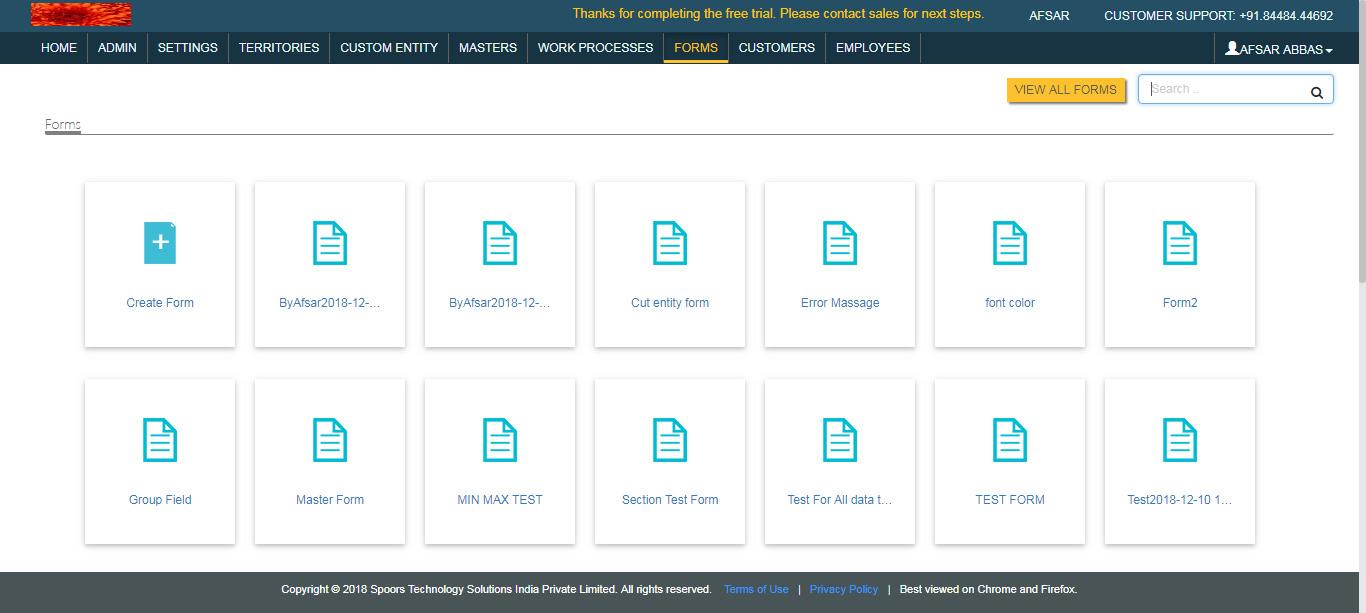 Thanks for completing the free trial. Please contact sales for next steps. AFSAR CUSTOMER SUPPORT: +91.84484.44692
HOME ADMIN SETTINGS TERRITORIES CUSTOM ENTITY MASTERS WORK PROCESSES FORMS CUSTOMERS EMPLOYEES AFSAR ABBAS
VIEW ALL FORMS Search ..
Forms
Create Form ByAfsar2018-12-... ByAfsar2018-12-... Cut entity form Error Massage font color Form2
Group Field Master Form MIN MAX TEST Section Test Form Test For All data t... TEST FORM Test2018-12-10 1...
Copyright © 2018 Spoors Technology Solutions India Private Limited. All rights reserved. Terms of Use | Privacy Policy | Best viewed on Chrome and Firefox.